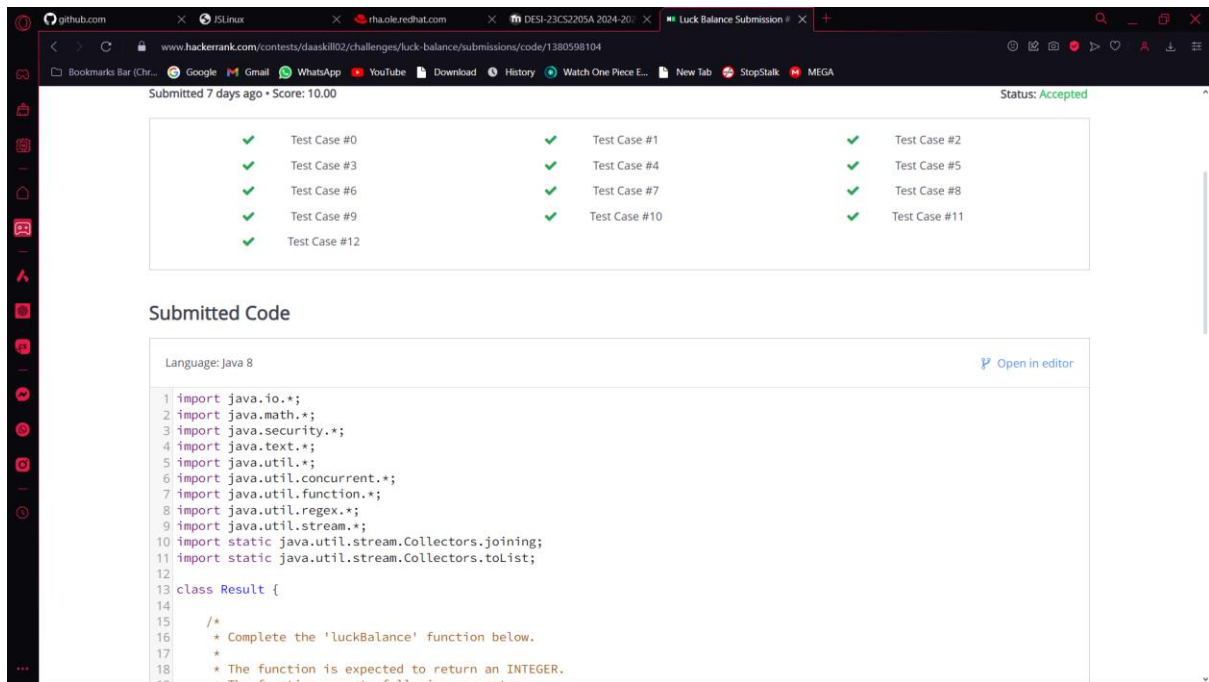 github.com JSLinux rha.ole.redhat.com DESI-23CS2205A 2024-202 Luck Balance Submission #
www.hackerrank.com/contests/daaskill02/challenges/luck-balance/submissions/code/1380598104
Bookmarks Bar (Chr... Google Gmail WhatsApp YouTube Download History Watch One Piece E... New Tab StopStalk MEGA
Submitted 7 days ago • Score: 10.00 Status: Accepted
Test Case #0 Test Case #1 Test Case #2
Test Case #3 Test Case #4 Test Case #5
Test Case #6 Test Case #7 Test Case #8
Test Case #9 Test Case #10 Test Case #11
Test Case #12
Submitted Code
Language: Java 8 Open in editor
1 import java.io.*;
2 import java.math.*;
3 import java.security.*;
4 import java.text.*;
5 import java.util.*;
6 import java.util.concurrent.*;
7 import java.util.function.*;
8 import java.util.regex.*;
9 import java.util.stream.*;
10 import static java.util.stream.Collectors.joining;
11 import static java.util.stream.Collectors.toList;
12
13 class Result {
14
15 /*
16 * Complete the 'luckBalance' function below.
17 *
18 * The function is expected to return an INTEGER.